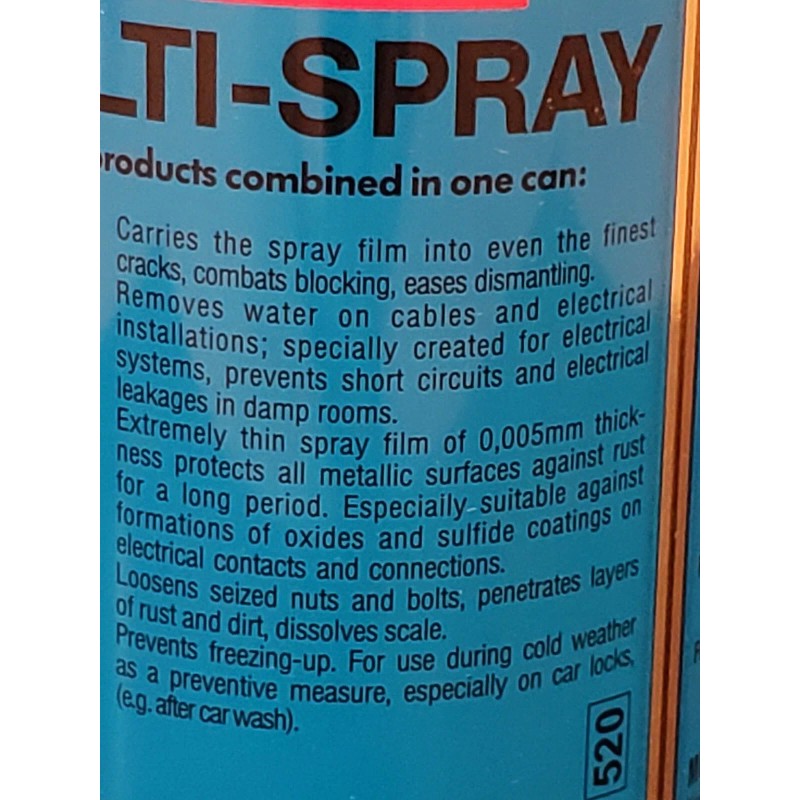 LTI-SPRAY
products combined in one can:
Carries the spray film into even the finest
cracks, combats blocking, eases dismantling.
Removes water on cables and electrical
installations; specially created for electrical
systems, prevents short circuits and electrical
leakages in damp rooms.
Extremely thin spray film of 0,005mm thick-
ness protects all metallic surfaces against rust
for a long period. Especially suitable against
formations of oxides and sulfide coatings on
electrical contacts and connections.
Loosens seized nuts and bolts, penetrates layers
of rust and dirt, dissolves scale.
Prevents freezing-up. For use during cold weather
as a preventive measure, especially on car locks,
(e.g. after car wash).
520